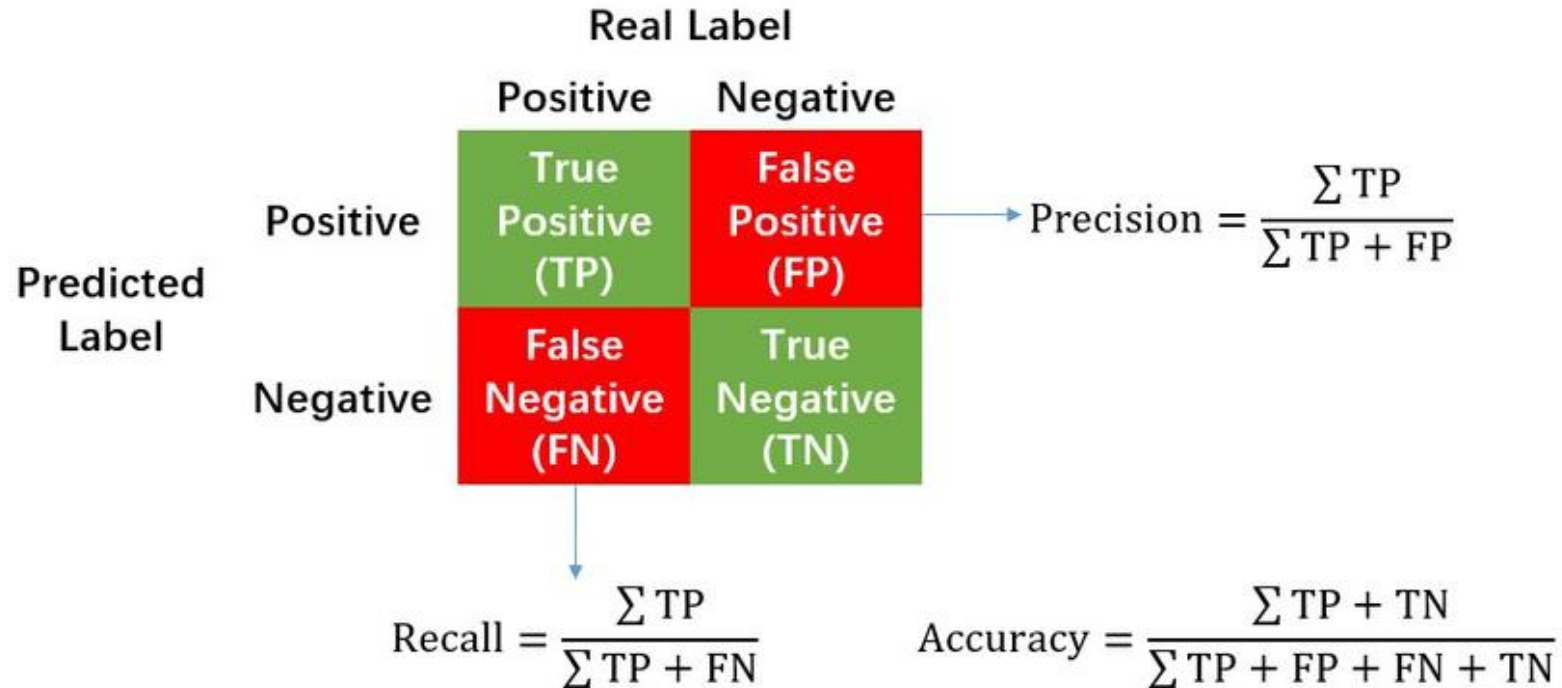 Real Label
Positive Negative
True Positive (TP)
False Positive (FP)
Positive
Precision = ∑ TP / ∑ TP + FP
Predicted Label
False Negative (FN)
True Negative (TN)
Negative
Recall = ∑ TP / ∑ TP + FN
Accuracy = ∑ TP + TN / ∑ TP + FP + FN + TN